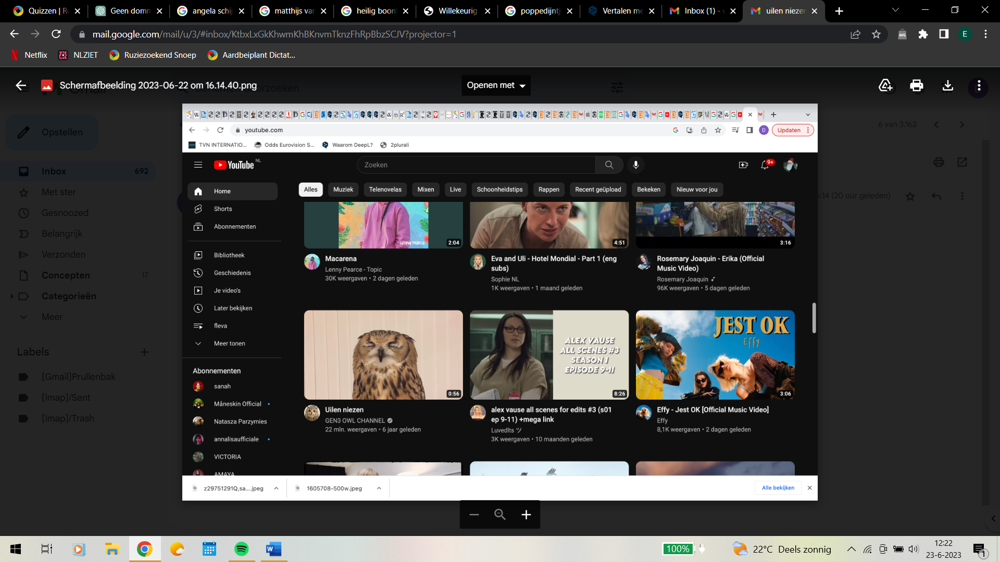 Quizzen | R
Geen domm
angela schij
matthijs va
heilig boon
Willekeurig
poppedijntj
Vertalen me
Inbox (1) -
uilen niezer
mail.google.com/mail/u/3/#inbox/KtbxLxGkKhwmKhBKnvmTknzFhRpBbzSCJV?projector=1
E
Netflix
NLZIET
Ruziezoekend Snoep
Aardbeiplant Dictat...
Schermafbeelding 2023-06-22 om 16.14.40.png
Openen met
Opstellen
6 van 3.162
Inbox 692
Met ster
Gesnoozed
Belangrijk
Verzonden
Concepten 17
Categorieën
Meer
Labels
[Gmail]Prullenbak
[Imap]/Sent
[Imap]/Trash
(20 uur geleden)
youtube.com
D
Updaten
TVN INTERNATIO...
Odds Eurovision S...
Waarom DeepL?
2plurali
YouTube NL
Zoeken
9+
Home
Shorts
Abonnementen
Bibliotheek
Geschiedenis
Je video's
Later bekijken
fleva
Meer tonen
Abonnementen
sanah
Måneskin Official
Natasza Parzymies
annalisaufficiale
VICTORIA
AMAYA
Alles
Muziek
Telenovelas
Mixen
Live
Schoonheidstips
Rappen
Recent geüpload
Bekeken
Nieuw voor jou
LENNY PEARCE
2:04
4:51
3:16
Macarena
Lenny Pearce - Topic
30K weergaven • 2 dagen geleden
Eva and Uli - Hotel Mondial - Part 1 (eng
subs)
Sophie NL
1K weergaven • 1 maand geleden
Rosemary Joaquin - Erika (Official
Music Video)
Rosemary Joaquin
96K weergaven • 5 dagen geleden
0:56
ALEX VAUSE
ALL SCENES #3
SEASON 1
EPISODE 9-11
8:26
JEST OK
EFFY
3:06
Uilen niezen
GEN3 OWL CHANNEL
22 mln. weergaven • 6 jaar geleden
alex vause all scenes for edits #3 (s01
ep 9-11) +mega link
LuvedIts ツ
3K weergaven • 10 maanden geleden
Effy - Jest OK [Official Music Video]
Effy
8,1K weergaven • 2 dagen geleden
z29751291Q,sa....jpeg
1605708-500w.jpeg
Alle bekijken
100%
22°C Deels zonnig
12:22
23-6-2023
1